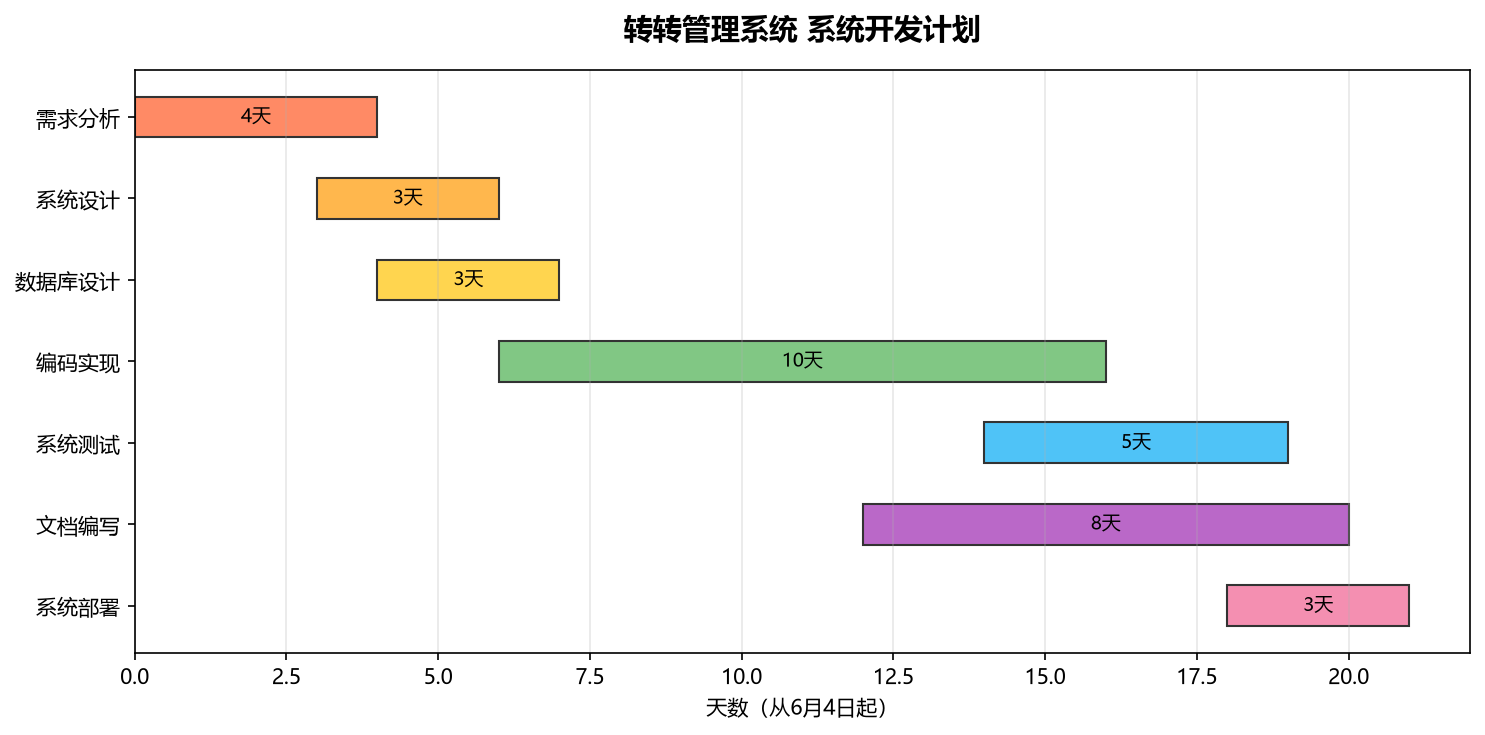 转转管理系统 系统开发计划
需求分析
4天
系统设计
3天
数据库设计
3天
编码实现
10天
系统测试
5天
文档编写
8天
系统部署
3天
0.0 2.5 5.0 7.5 10.0 12.5 15.0 17.5 20.0
天数（从6月4日起）